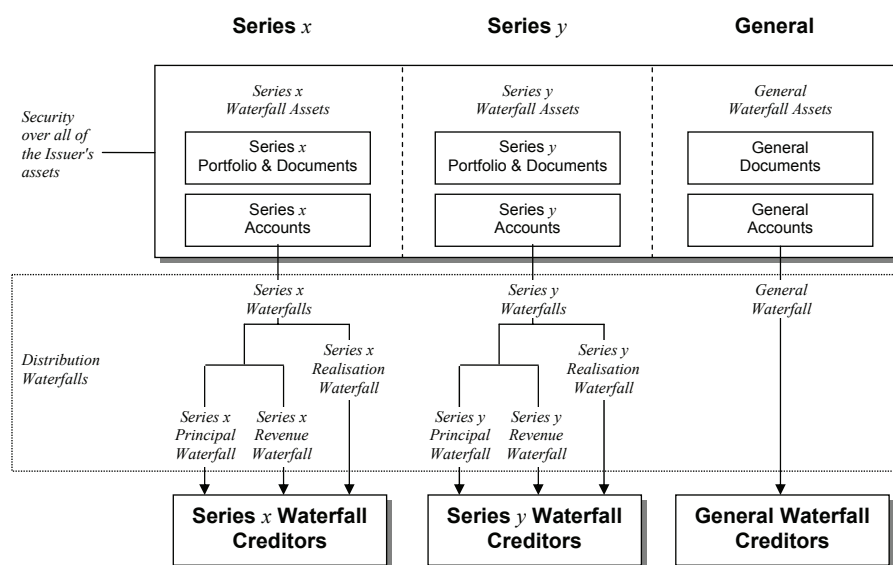 Series x
Series y
General
Security
over all of
the Issuer's
assets
Series x
Waterfall Assets
Series y
Waterfall Assets
General
Waterfall Assets
Series x
Portfolio & Documents
Series y
Portfolio & Documents
General
Documents
Series x
Accounts
Series y
Accounts
General
Accounts
Distribution
Waterfalls
Series x
Waterfalls
Series y
Waterfalls
General
Waterfall
Series x
Realisation
Waterfall
Series y
Realisation
Waterfall
Series x
Principal
Waterfall
Series x
Revenue
Waterfall
Series y
Principal
Waterfall
Series y
Revenue
Waterfall
Series x Waterfall
Creditors
Series y Waterfall
Creditors
General Waterfall
Creditors